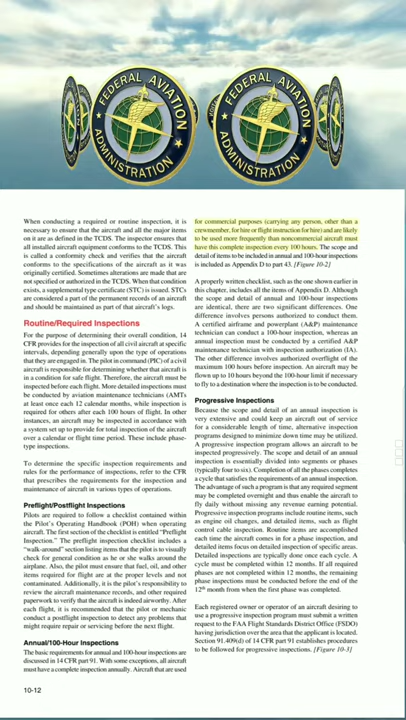 FEDERAL AVIATION
ADMINISTRATION
FEDERAL AVIATION
ADMINISTRATION
When conducting a required or routine inspection, it is
necessary to ensure that the aircraft and all the major items
on it are as defined in the TCDS. The inspector ensures that
all installed aircraft equipment conforms to the TCDS. This
is called a conformity check and verifies that the aircraft
conforms to the specifications of the aircraft as it was
originally certified. Sometimes alterations are made that are
not specified or authorized in the TCDS. When that condition
exists, a supplemental type certificate (STC) is issued. STCs
are considered a part of the permanent records of an aircraft
and should be maintained as part of that aircraft's logs.
Routine/Required Inspections
For the purpose of determining their overall condition, 14
CFR provides for the inspection of all civil aircraft at specific
intervals, depending generally upon the type of operations
that they are engaged in. The pilot in command (PIC) of a civil
aircraft is responsible for determining whether that aircraft is
in a condition for safe flight. Therefore, the aircraft must be
inspected before each flight. More detailed inspections must
be conducted by aviation maintenance technicians (AMTs
at least once each 12 calendar months, while inspection is
required for others after each 100 hours of flight. In other
instances, an aircraft may be inspected in accordance with
a system set up to provide for total inspection of the aircraft
over a calendar or flight time period. These include phase-
type inspections.
To determine the specific inspection requirements and
rules for the performance of inspections, refer to the CFR
that prescribes the requirements for the inspection and
maintenance of aircraft in various types of operations.
Preflight/Postflight Inspections
Pilots are required to follow a checklist contained within
the Pilot's Operating Handbook (POH) when operating
aircraft. The first section of the checklist is entitled "Preflight
Inspection." The preflight inspection checklist includes a
"walk-around" section listing items that the pilot is to visually
check for general condition as he or she walks around the
airplane. Also, the pilot must ensure that fuel, oil, and other
items required for flight are at the proper levels and not
contaminated. Additionally, it is the pilot's responsibility to
review the aircraft maintenance records, and other required
paperwork to verify that the aircraft is indeed airworthy. After
each flight, it is recommended that the pilot or mechanic
conduct a postflight inspection to detect any problems that
might require repair or servicing before the next flight.
Annual/100-Hour Inspections
The basic requirements for annual and 100-hour inspections are
discussed in 14 CFR part 91. With some exceptions, all aircraft
must have a complete inspection annually. Aircraft that are used
for commercial purposes (carrying any person, other than a
crewmember, for hire or flight instruction for hire) and are likely
to be used more frequently than noncommercial aircraft must
have this complete inspection every 100 hours. The scope and
detail of items to be included in annual and 100-hour inspections
is included as Appendix D to part 43. [Figure 10-2]
A properly written checklist, such as the one shown earlier in
this chapter, includes all the items of Appendix D. Although
the scope and detail of annual and 100-hour inspections
are identical, there are two significant differences. One
difference involves persons authorized to conduct them.
A certified airframe and powerplant (A&P) maintenance
technician can conduct a 100-hour inspection, whereas an
annual inspection must be conducted by a certified A&P
maintenance technician with inspection authorization (IA).
The other difference involves authorized overflight of the
maximum 100 hours before inspection. An aircraft may be
flown up to 10 hours beyond the 100-hour limit if necessary
to fly to a destination where the inspection is to be conducted.
Progressive Inspections
Because the scope and detail of an annual inspection is
very extensive and could keep an aircraft out of service
for a considerable length of time, alternative inspection
programs designed to minimize down time may be utilized.
A progressive inspection program allows an aircraft to be
inspected progressively. The scope and detail of an annual
inspection is essentially divided into segments or phases
(typically four to six). Completion of all the phases completes
a cycle that satisfies the requirements of an annual inspection.
The advantage of such a program is that any required segment
may be completed overnight and thus enable the aircraft to
fly daily without missing any revenue earning potential.
Progressive inspection programs include routine items, such
as engine oil changes, and detailed items, such as flight
control cable inspection. Routine items are accomplished
each time the aircraft comes in for a phase inspection, and
detailed items focus on detailed inspection of specific areas.
Detailed inspections are typically done once each cycle. A
cycle must be completed within 12 months. If all required
phases are not completed within 12 months, the remaining
phase inspections must be conducted before the end of the
12th month from when the first phase was completed.
Each registered owner or operator of an aircraft desiring to
use a progressive inspection program must submit a written
request to the FAA Flight Standards District Office (FSDO)
having jurisdiction over the area that the applicant is located.
Section 91.409(d) of 14 CFR part 91 establishes procedures
to be followed for progressive inspections. [Figure 10-3]
10-12